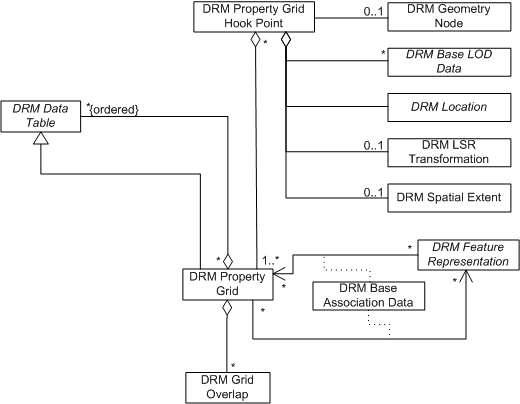 DRM Property Grid
Hook Point
0..1
DRM Geometry
Node
*
*
DRM Base LOD
Data
DRM Location
0..1
DRM LSR
Transformation
0..1
DRM Spatial Extent
DRM Data
Table
*
{ordered}
*
1..*
*
DRM Feature
Representation
*
*
DRM Property
Grid
*
DRM Base
Association Data
*
DRM Grid
Overlap